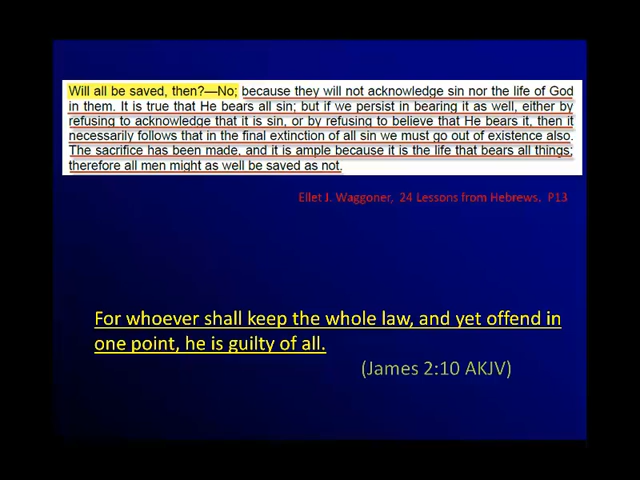 Will all be saved, then?—No; because they will not acknowledge sin nor the life of God
in them. It is true that He bears all sin; but if we persist in bearing it as well, either by
refusing to acknowledge that it is sin, or by refusing to believe that He bears it, then it
necessarily follows that in the final extinction of all sin we must go out of existence also.
The sacrifice has been made, and it is ample because it is the life that bears all things;
therefore all men might as well be saved as not.
Ellet J. Waggoner, 24 Lessons from Hebrews, P13
For whoever shall keep the whole law, and yet offend in
one point, he is guilty of all.
(James 2:10 AKJV)